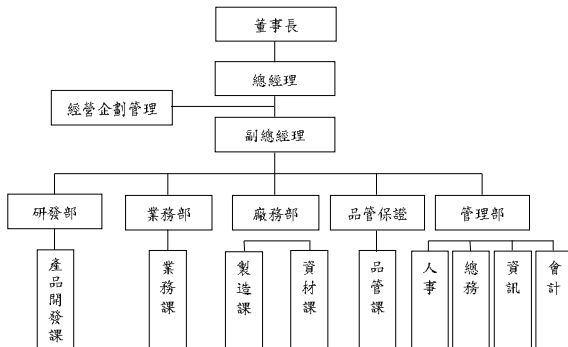 董事長
總經理
經營企劃管理
副總經理
研發部
業務部
廠務部
品管保證
管理部
產品開發課
業務課
製造課
資材課
品管課
人事
總務
資訊
會計